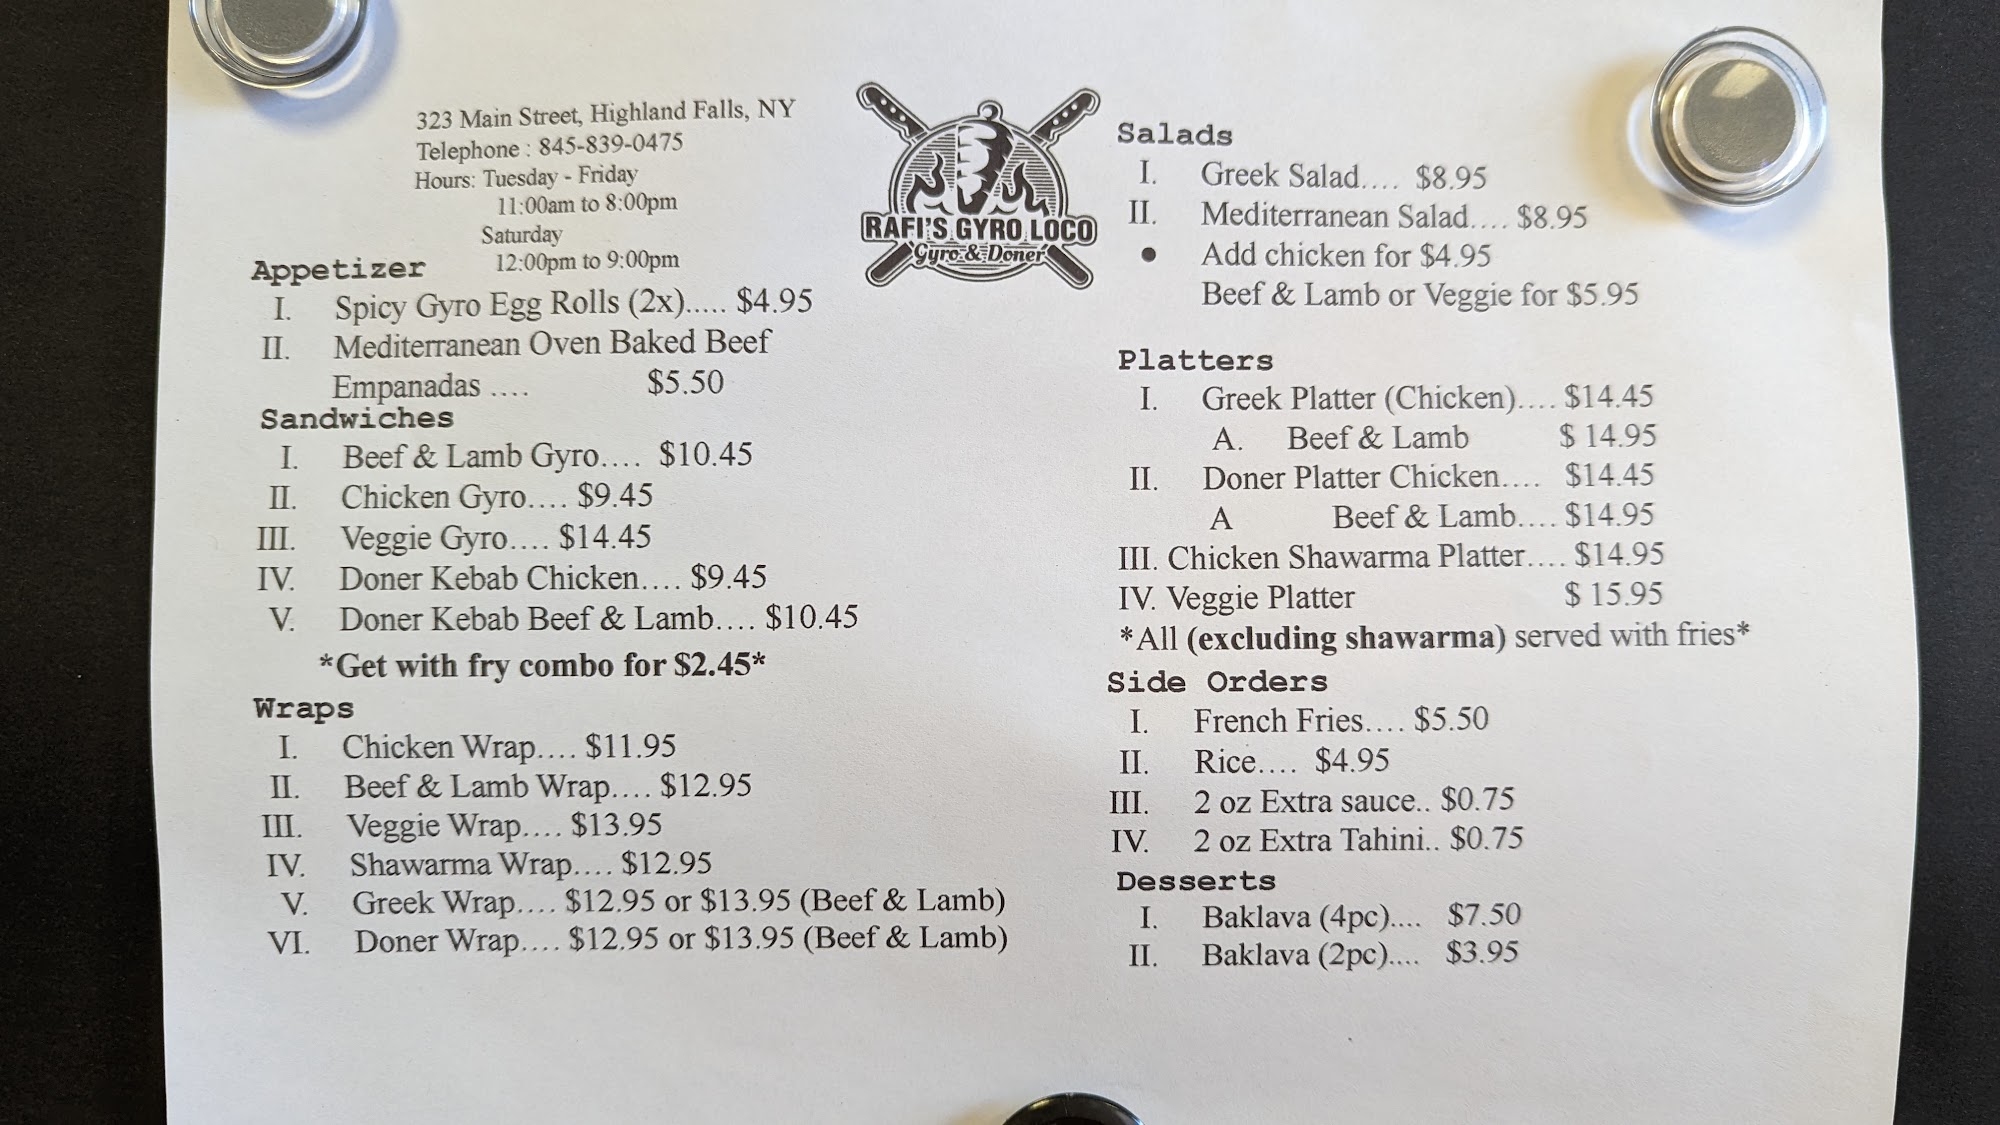 323 Main Street, Highland Falls, NY
Telephone : 845-839-0475
Hours: Tuesday - Friday
11:00am to 8:00pm
Saturday
12:00pm to 9:00pm
RAFI'S GYRO LOCO
Gyro & Doner
Appetizer
I. Spicy Gyro Egg Rolls (2x)..... $4.95
II. Mediterranean Oven Baked Beef
Empanadas .... $5.50
Sandwiches
I. Beef & Lamb Gyro.... $10.45
II. Chicken Gyro.... $9.45
III. Veggie Gyro.... $14.45
IV. Doner Kebab Chicken.... $9.45
V. Doner Kebab Beef & Lamb.... $10.45
*Get with fry combo for $2.45*
Wraps
I. Chicken Wrap.... $11.95
II. Beef & Lamb Wrap.... $12.95
III. Veggie Wrap.... $13.95
IV. Shawarma Wrap.... $12.95
V. Greek Wrap.... $12.95 or $13.95 (Beef & Lamb)
VI. Doner Wrap.... $12.95 or $13.95 (Beef & Lamb)
Salads
I. Greek Salad.... $8.95
II. Mediterranean Salad.... $8.95
• Add chicken for $4.95
Beef & Lamb or Veggie for $5.95
Platters
I. Greek Platter (Chicken).... $14.45
A. Beef & Lamb $ 14.95
II. Doner Platter Chicken.... $14.45
A Beef & Lamb.... $14.95
III. Chicken Shawarma Platter.... $14.95
IV. Veggie Platter $ 15.95
*All (excluding shawarma) served with fries*
Side Orders
I. French Fries.... $5.50
II. Rice.... $4.95
III. 2 oz Extra sauce.. $0.75
IV. 2 oz Extra Tahini.. $0.75
Desserts
I. Baklava (4pc).... $7.50
II. Baklava (2pc).... $3.95